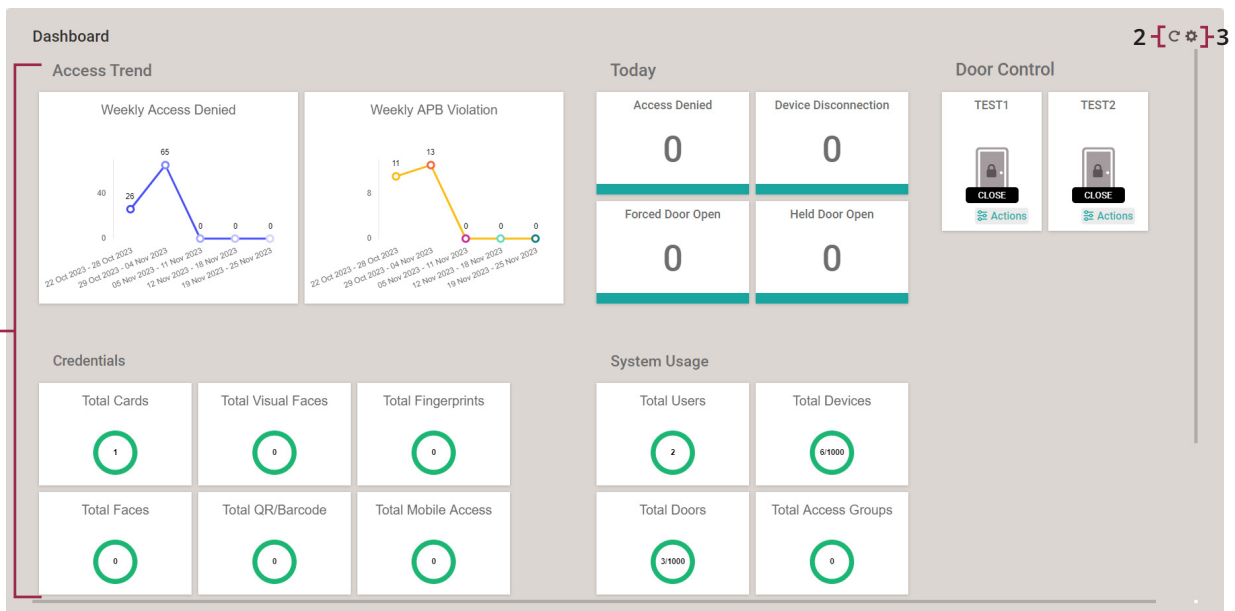 Dashboard
2
3
Access Trend
Weekly Access Denied
65
40
26
0
0
0
0
22 Oct 2023 - 28 Oct 2023
29 Oct 2023 - 04 Nov 2023
05 Nov 2023 - 11 Nov 2023
12 Nov 2023 - 18 Nov 2023
19 Nov 2023 - 25 Nov 2023
Weekly APB Violation
13
11
8
0
0
0
0
22 Oct 2023 - 28 Oct 2023
29 Oct 2023 - 04 Nov 2023
05 Nov 2023 - 11 Nov 2023
12 Nov 2023 - 18 Nov 2023
19 Nov 2023 - 25 Nov 2023
Today
Access Denied
0
Device Disconnection
0
Forced Door Open
0
Held Door Open
0
Door Control
TEST1
CLOSE
Actions
TEST2
CLOSE
Actions
Credentials
Total Cards
1
Total Visual Faces
0
Total Fingerprints
0
Total Faces
0
Total QR/Barcode
0
Total Mobile Access
0
System Usage
Total Users
2
Total Devices
6/1000
Total Doors
3/1000
Total Access Groups
0